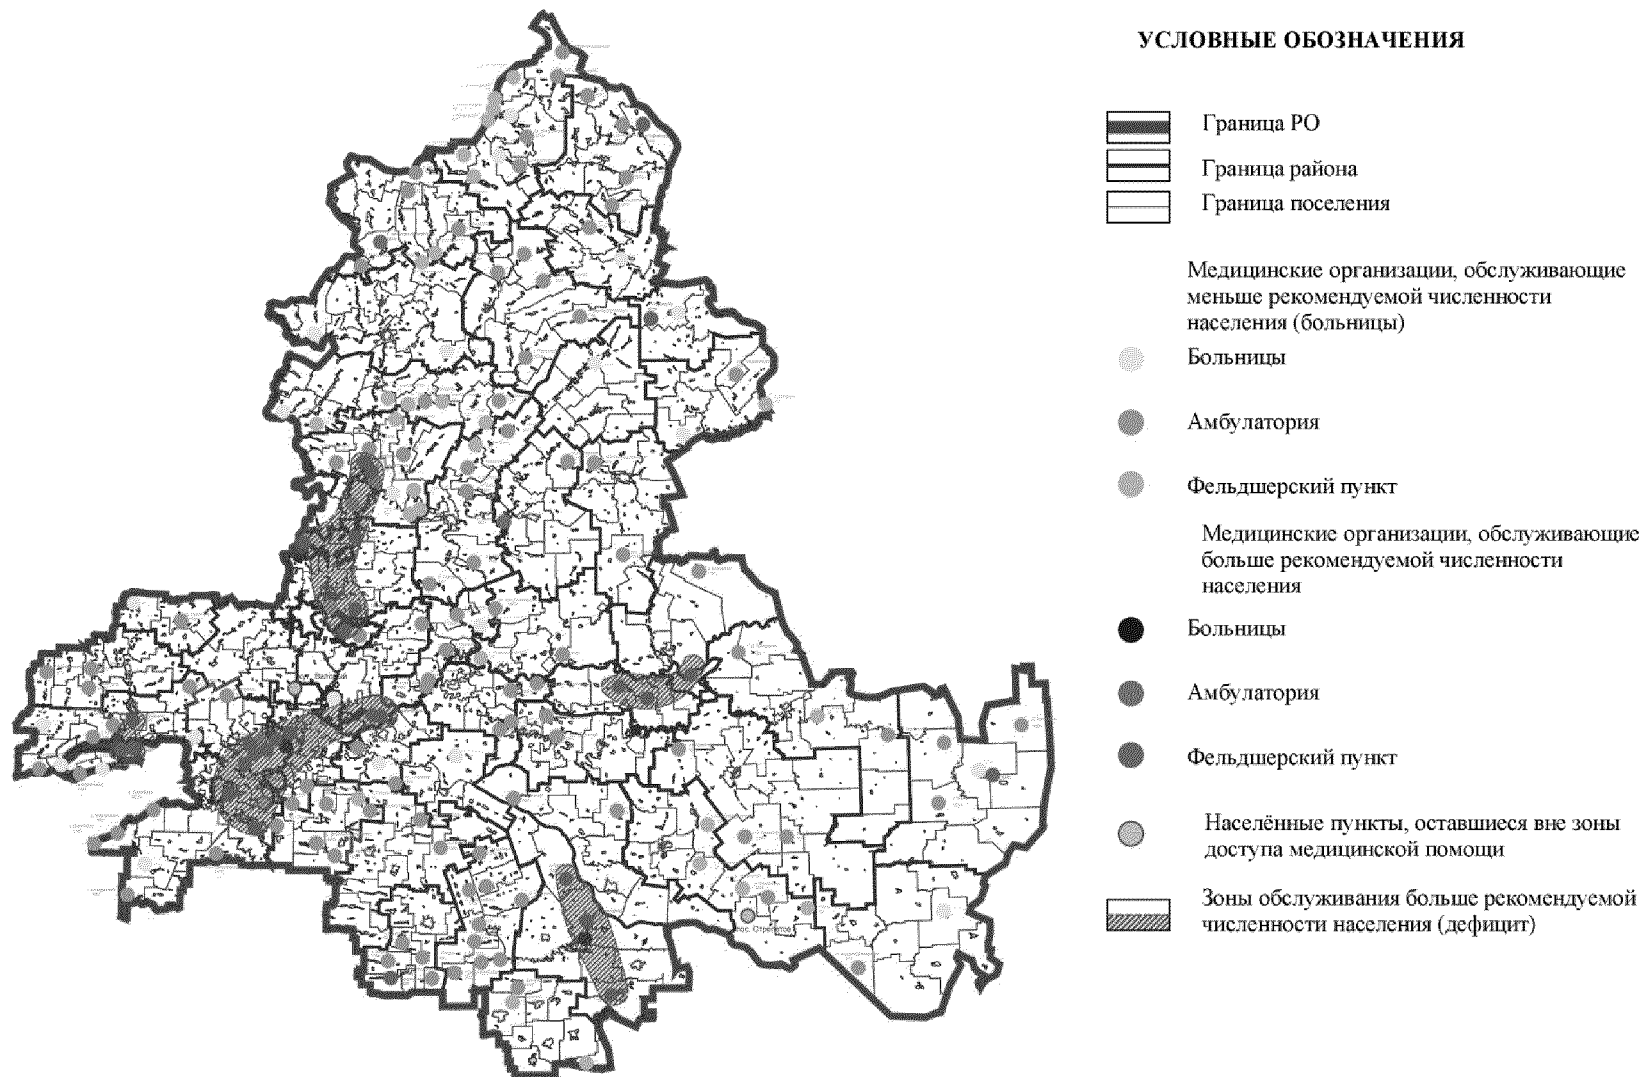 УСЛОВНЫЕ ОБОЗНАЧЕНИЯ
Граница РО
Граница района
Граница поселения
Медицинские организации, обслуживающие
меньше рекомендуемой численности
населения (больницы)
Больницы
Амбулатория
Фельдшерский пункт
Медицинские организации, обслуживающие
больше рекомендуемой численности
населения
Больницы
Амбулатория
Фельдшерский пункт
Населённые пункты, оставшиеся вне зоны
доступа медицинской помощи
Зоны обслуживания больше рекомендуемой
численности населения (дефицит)